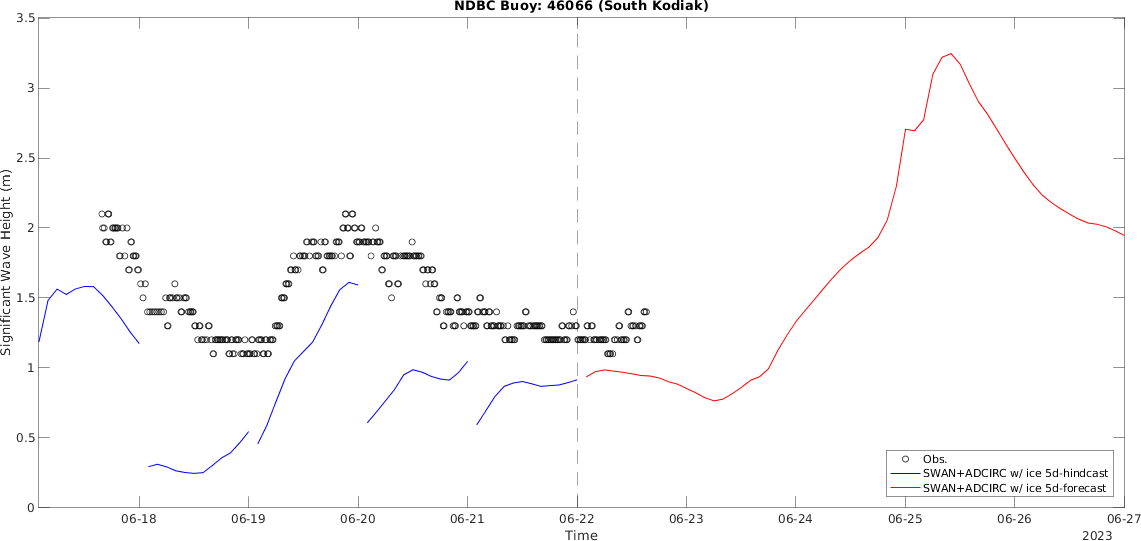 NDBC Buoy: 46066 (South Kodiak)
3.5
3
2.5
2
1.5
1
0.5
0
Significant Wave Height (m)
Obs.
SWAN+ADCIRC w/ ice 5d-hindcast
SWAN+ADCIRC w/ ice 5d-forecast
06-18 06-19 06-20 06-21 06-22 06-23 06-24 06-25 06-26 06-27
Time
2023